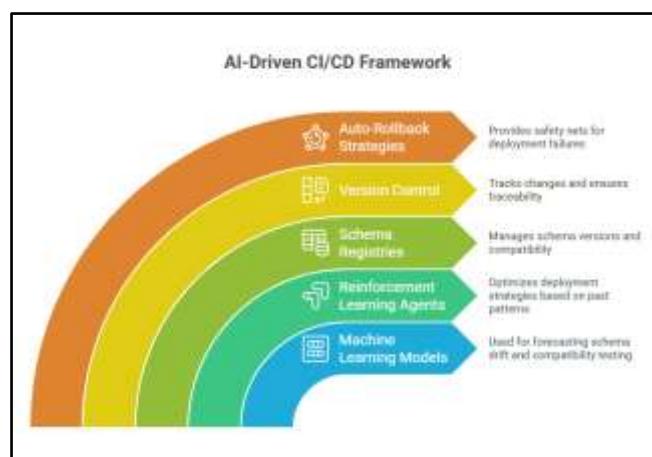 AI-Driven CI/CD Framework
Auto-Rollback
Strategies
Provides safety nets for
deployment failures
Version Control
Tracks changes and ensures
traceability
Schema
Registries
Manages schema versions and
compatibility
Reinforcement
Learning Agents
Optimizes deployment
strategies based on past
patterns
Machine
Learning Models
Used for forecasting schema
drift and compatibility testing